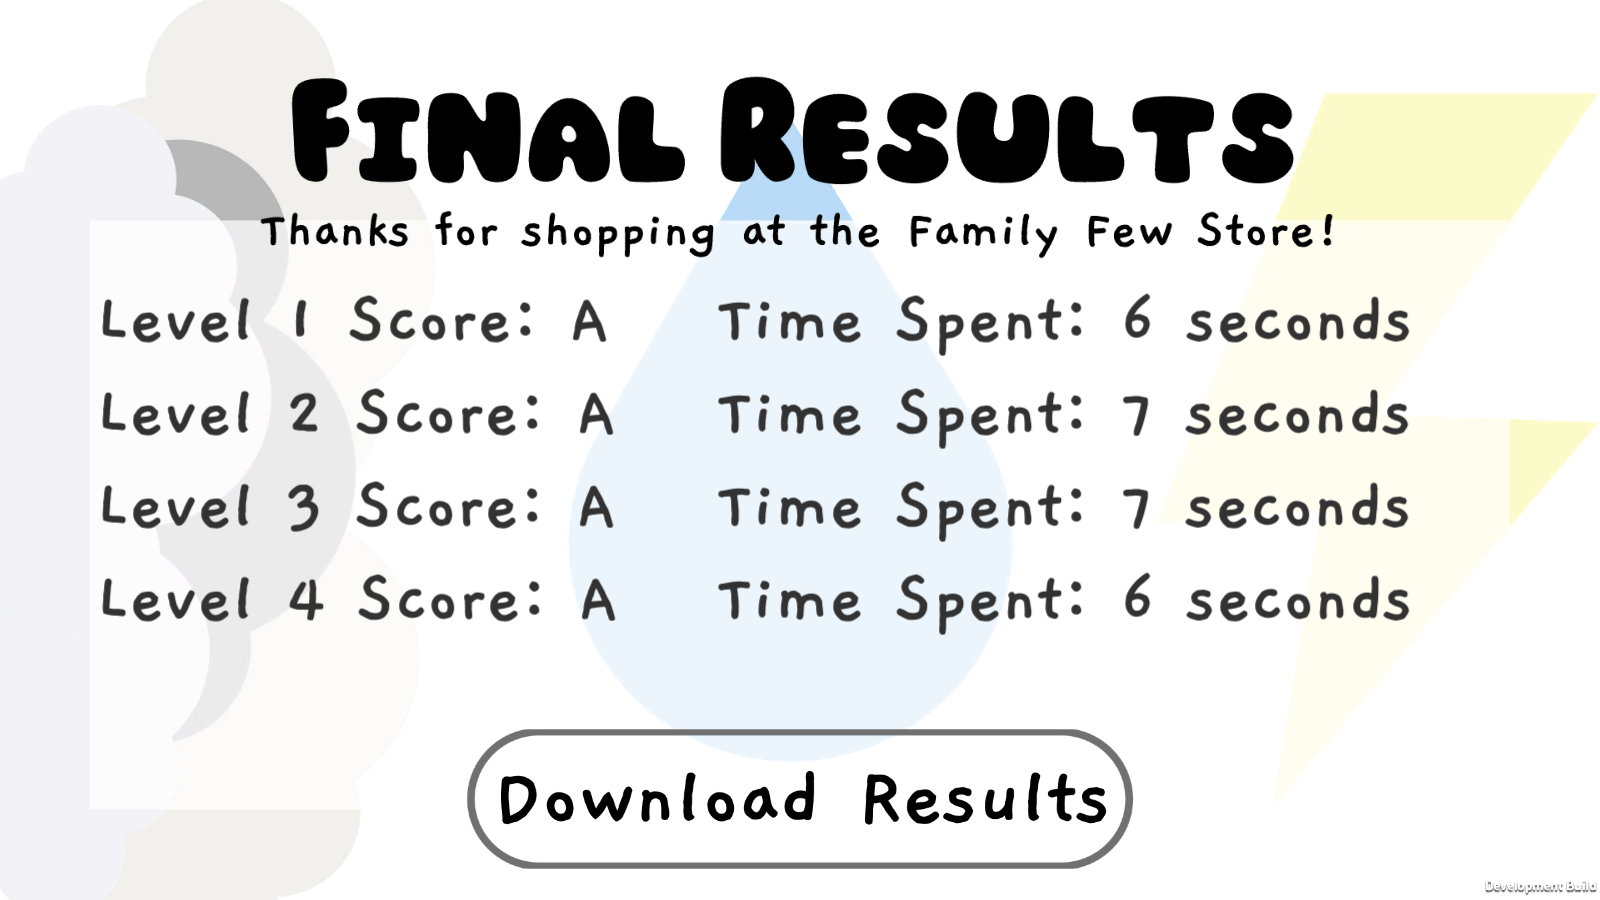 Final Results
Thanks for shopping at the Family Few Store!
Level 1 Score: A Time Spent: 6 seconds
Level 2 Score: A Time Spent: 7 seconds
Level 3 Score: A Time Spent: 7 seconds
Level 4 Score: A Time Spent: 6 seconds
Download Results
Development Build